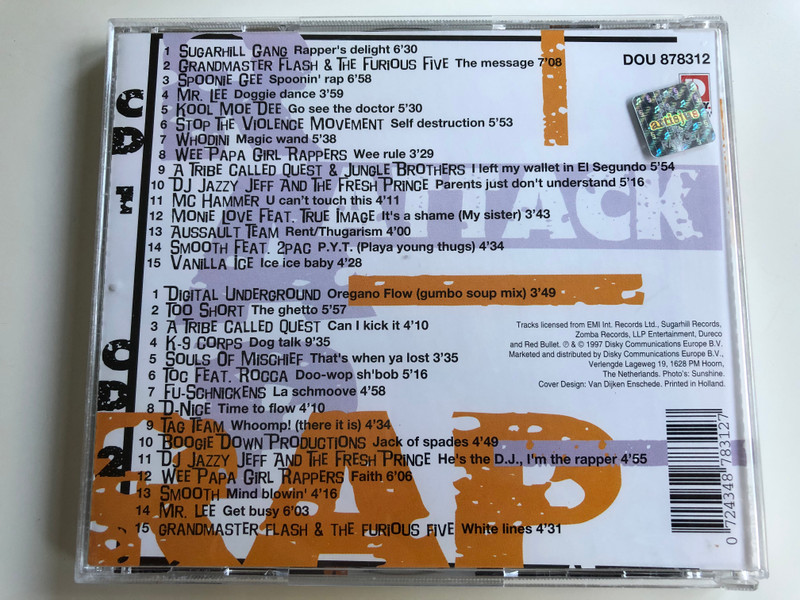 CD 1
1 SUGARHILL GANG Rapper's delight 6'30
2 GRANDMASTER FLASH & THE FURIOUS FIVE The message 7'08
3 SPOONIE GEE Spoonin' rap 6'58
4 MR. LEE Doggie dance 3'59
5 KOOL MOE DEE Go see the doctor 5'30
6 STOP THE VIOLENCE MOVEMENT Self destruction 5'53
7 WHODINI Magic wand 5'38
8 WEE PAPA GIRL RAPPERS Wee rule 3'29
9 A TRIBE CALLED QUEST & JUNGLE BROTHERS I left my wallet in El Segundo 5'54
10 DJ JAZZY JEFF AND THE FRESH PRINCE Parents just don't understand 5'16
11 MC HAMMER U can't touch this 4'11
12 MONIE LOVE FEAT. TRUE IMAGE It's a shame (My sister) 3'43
13 AUSSAULT TEAM Rent/Thugarism 4'00
14 SMOOTH FEAT. 2PAC P.Y.T. (Playa young thugs) 4'34
15 VANILLA ICE Ice ice baby 4'28
DOU 878312
artisjus
TTACK
CD 2
1 DIGITAL UNDERGROUND Oregano Flow (gumbo soup mix) 3'49
2 TOO SHORT The ghetto 5'57
3 A TRIBE CALLED QUEST Can I kick it 4'10
4 K-9 CORPS Dog talk 9'35
5 SOULS OF MISCHIEF That's when ya lost 3'35
6 TOG FEAT. ROGGA Doo-wop sh'bob 5'16
7 FU-SCHNICKENS La schmoove 4'58
8 D-NICE Time to flow 4'10
9 TAG TEAM Whoomp! (there it is) 4'34
10 BOOGIE DOWN PRODUCTIONS Jack of spades 4'49
11 DJ JAZZY JEFF AND THE FRESH PRINCE He's the D.J., I'm the rapper 4'55
12 WEE PAPA GIRL RAPPERS Faith 6'06
13 SMOOTH Mind blowin' 4'16
14 MR. LEE Get busy 6'03
15 GRANDMASTER FLASH & THE FURIOUS FIVE White lines 4'31
Tracks licensed from EMI Int. Records Ltd., Sugarhill Records,
Zomba Records, LLP Entertainment, Dureco
and Red Bullet. ℗ & © 1997 Disky Communications Europe B.V.
Marketed and distributed by Disky Communications Europe B.V.,
Verlengde Lageweg 19, 1628 PM Hoorn,
The Netherlands. Photo's: Sunshine.
Cover Design: Van Dijken Enschede. Printed in Holland.
RAP
0 724348 783127